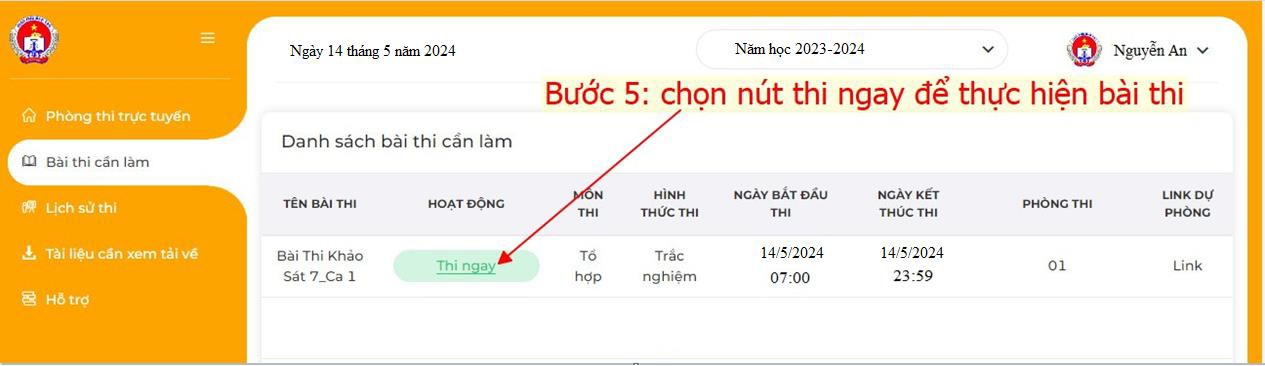 Ngày 14 tháng 5 năm 2024
Năm học 2023-2024
Nguyễn An
Bước 5: chọn nút thi ngay để thực hiện bài thi
Phòng thi trực tuyến
Bài thi cần làm
Lịch sử thi
Tài liệu cần xem tải về
Hỗ trợ
Danh sách bài thi cần làm
TÊN BÀI THI
HOẠT ĐỘNG
MÔN
THI
HÌNH
THỨC THI
NGÀY BẮT ĐẦU
THI
NGÀY KẾT
THÚC THI
PHÒNG THI
LINK DỰ
PHÒNG
Bài Thi Khảo
Sát 7_Ca 1
Thi ngay
Tổ
hợp
Trắc
nghiệm
14/5/2024
07:00
14/5/2024
23:59
01
Link